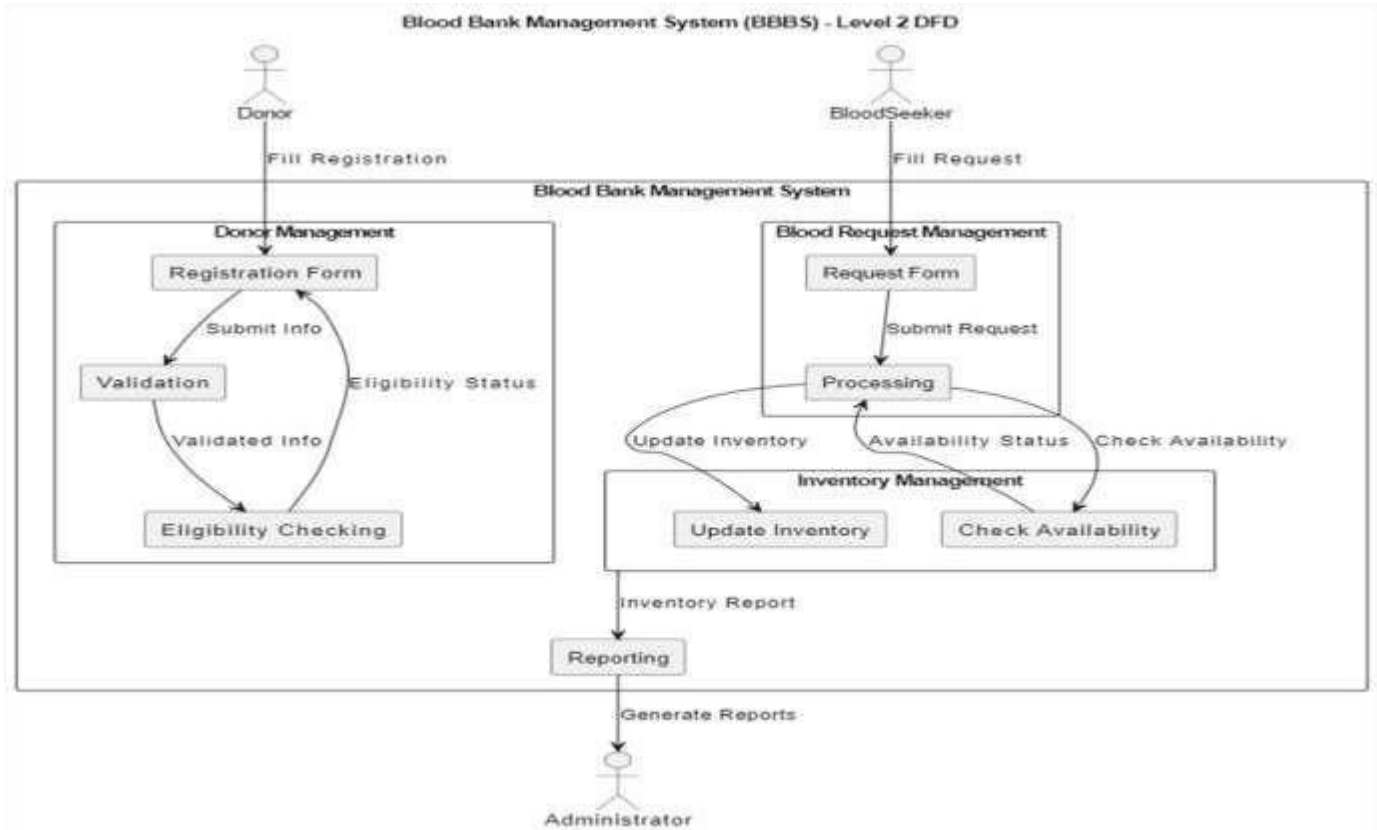 Blood Bank Management System (BBBS) - Level 2 DFD
Donor
BloodSeeker
Fill Registration
Fill Request
Blood Bank Management System
Donor Management
Blood Request Management
Registration Form
Request Form
Submit Info
Submit Request
Validation
Eligibility Status
Processing
Validated Info
Update Inventory
Availability Status
Check Availability
Inventory Management
Eligibility Checking
Update Inventory
Check Availability
Inventory Report
Reporting
Generate Reports
Administrator